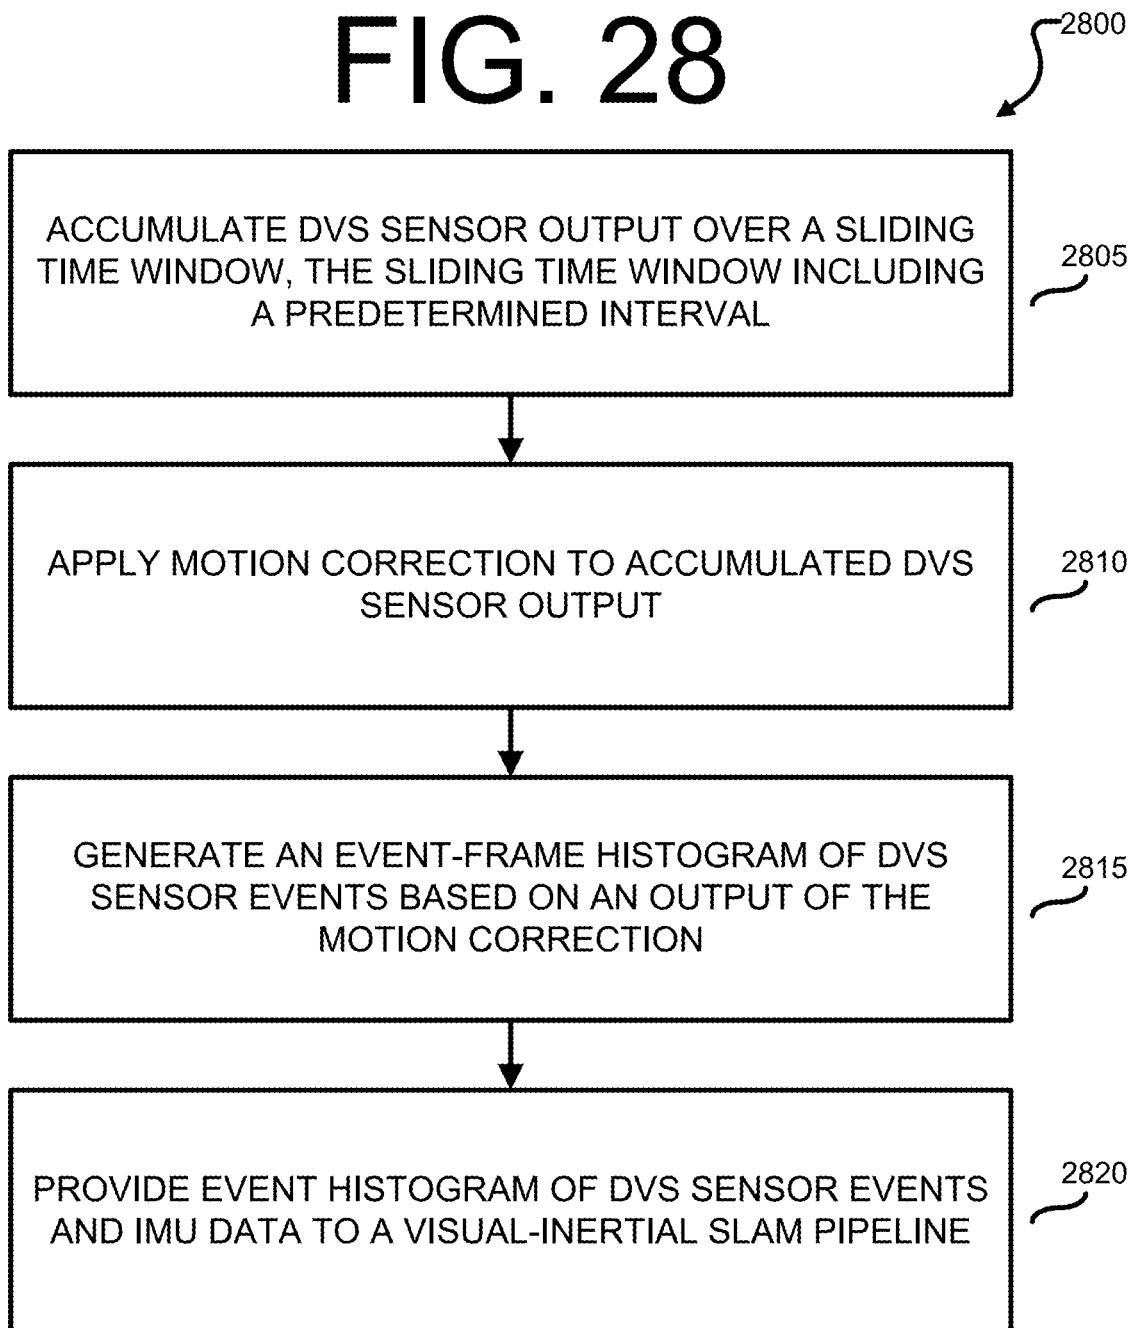 FIG. 28
2800
ACCUMULATE DVS SENSOR OUTPUT OVER A SLIDING
TIME WINDOW, THE SLIDING TIME WINDOW INCLUDING
A PREDETERMINED INTERVAL
2805
APPLY MOTION CORRECTION TO ACCUMULATED DVS
SENSOR OUTPUT
2810
GENERATE AN EVENT-FRAME HISTOGRAM OF DVS
SENSOR EVENTS BASED ON AN OUTPUT OF THE
MOTION CORRECTION
2815
PROVIDE EVENT HISTOGRAM OF DVS SENSOR EVENTS
AND IMU DATA TO A VISUAL-INERTIAL SLAM PIPELINE
2820